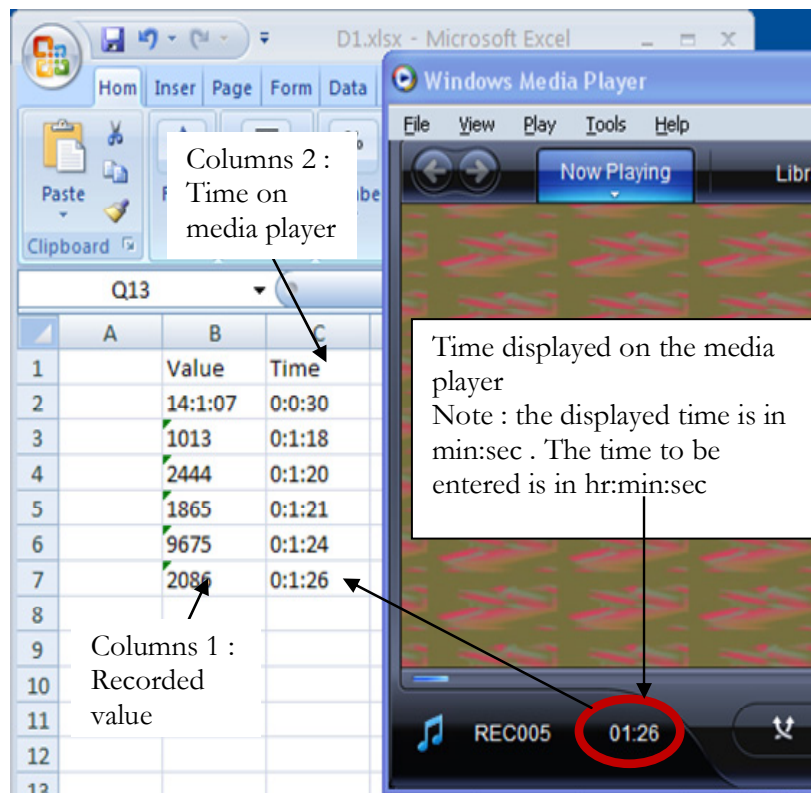 D1.xlsx - Microsoft Excel
Hom Inser Page Form Data
Paste
Clipboard
Columns 2 :
Time on
media player
Q13
A B C
1 Value Time
2 14:1:07 0:0:30
3 1013 0:1:18
4 2444 0:1:20
5 1865 0:1:21
6 9675 0:1:24
7 2086 0:1:26
8
9
10
11
12
13
Columns 1 :
Recorded
value
Windows Media Player
File View Play Tools Help
Now Playing
Time displayed on the media
player
Note : the displayed time is in
min:sec . The time to be
entered is in hr:min:sec
REC005 01:26